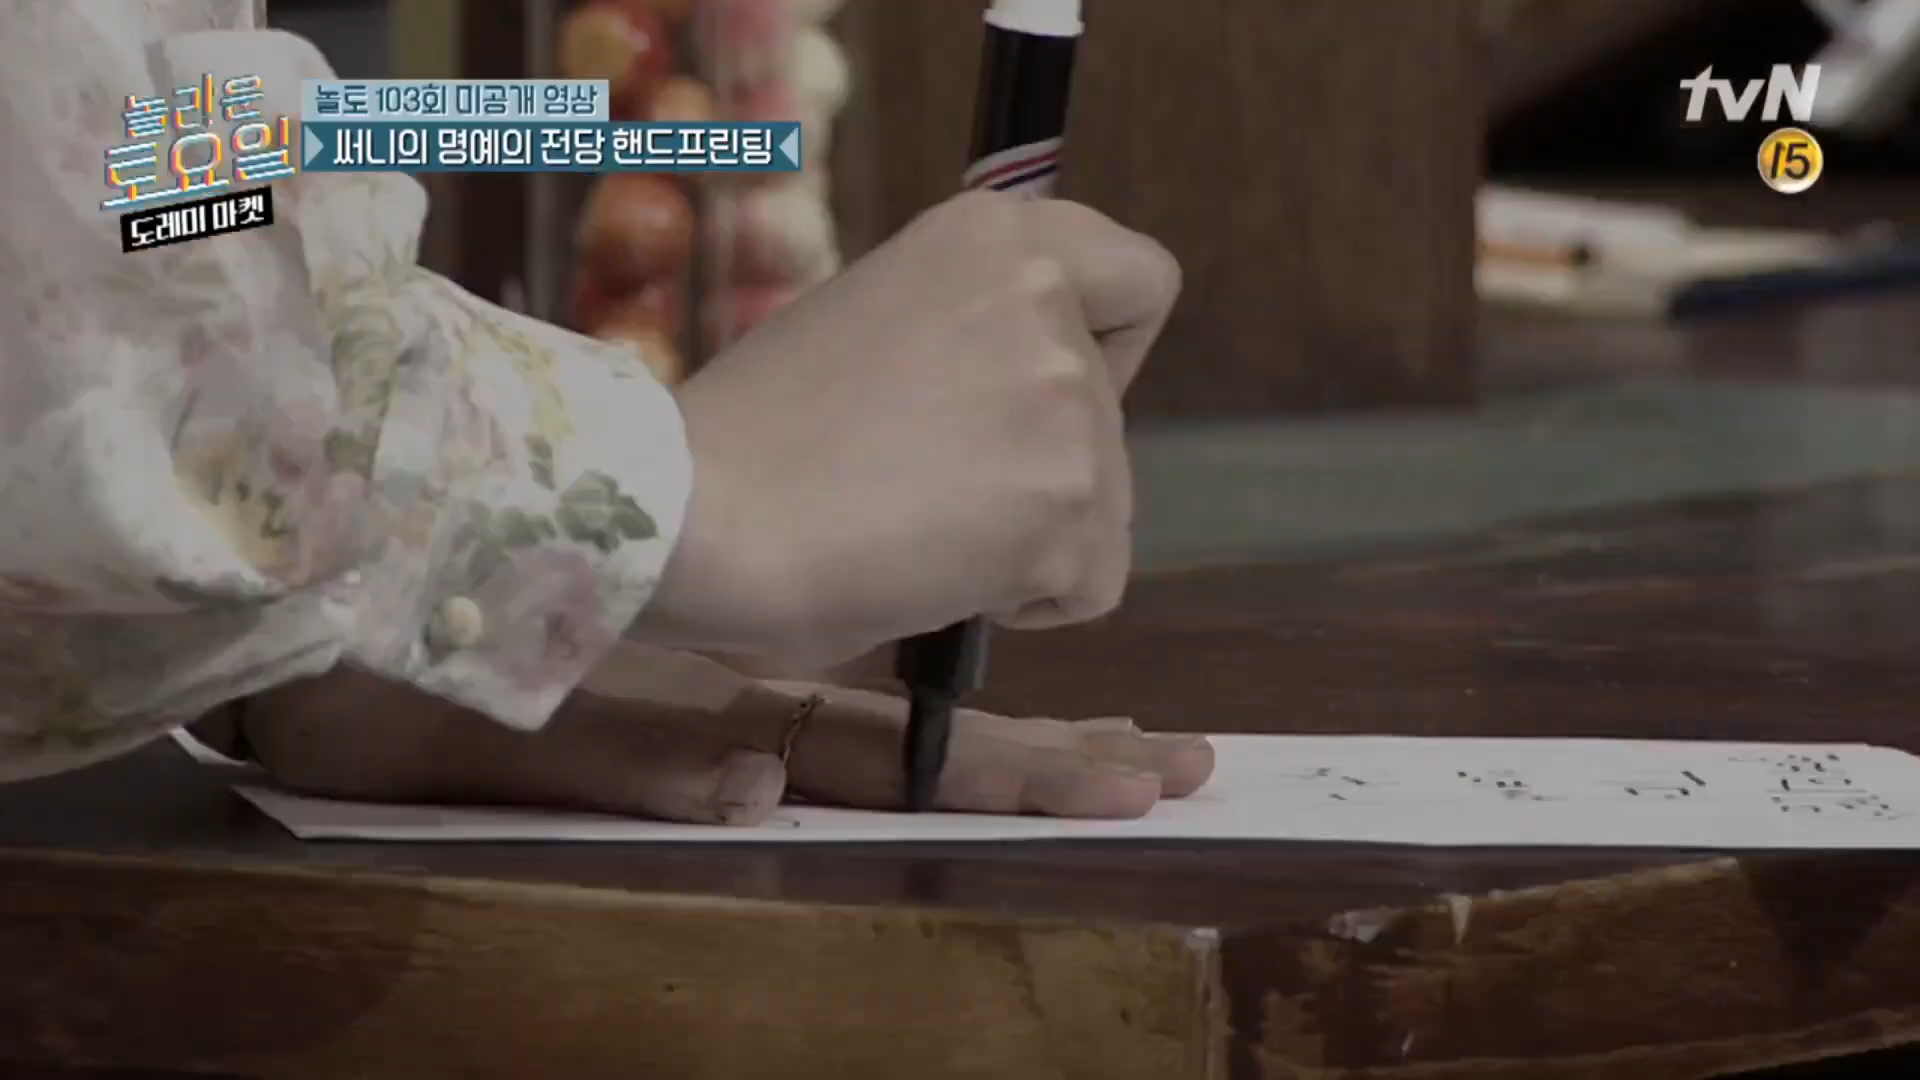 놀라운
토요일
도레미 마켓
놀토 103회 미공개 영상
써니의 명예의 전당 핸드프린팅
tvN
15